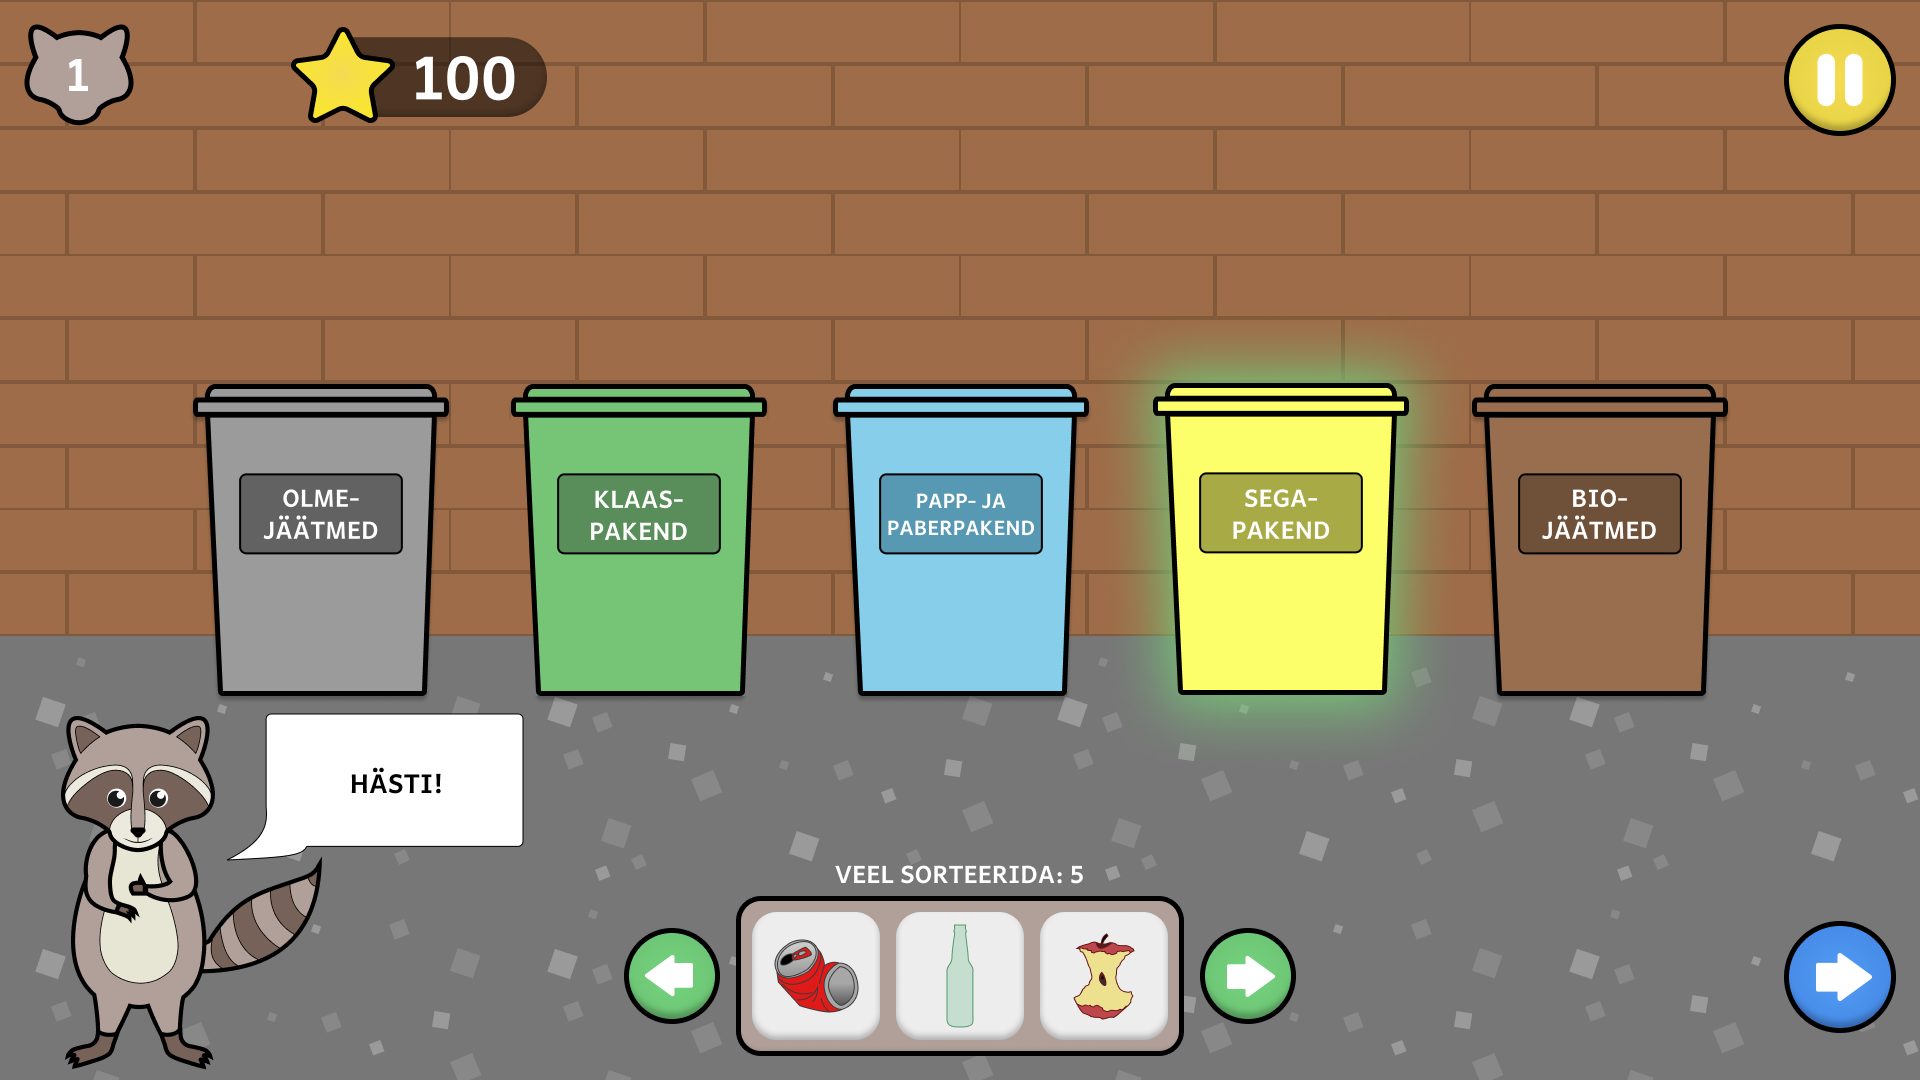 1
100
OLME-
JÄÄTMED
KLAAS-
PAKEND
PAPP- JA
PABERPAKEND
SEGA-
PAKEND
BIO-
JÄÄTMED
HÄSTI!
VEEL SORTEERIDA: 5